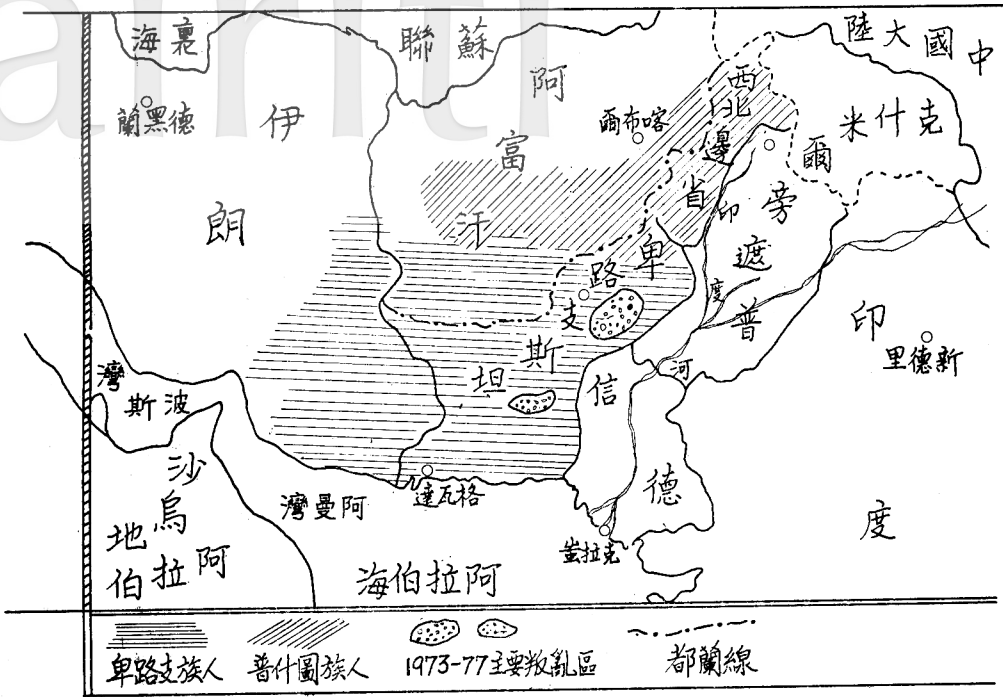 裏海
蘇聯
中國大陸
德黑蘭
伊朗
阿富汗
喀布爾
西北邊省
克什米爾
旁遮普
印度河
卑路支斯坦
信德
印度
新德里
波斯灣
沙烏地阿拉伯
阿曼灣
格瓦達
克拉蚩
阿拉伯海
卑路支族人
普什圖族人
1973-77主要叛亂區
都蘭線